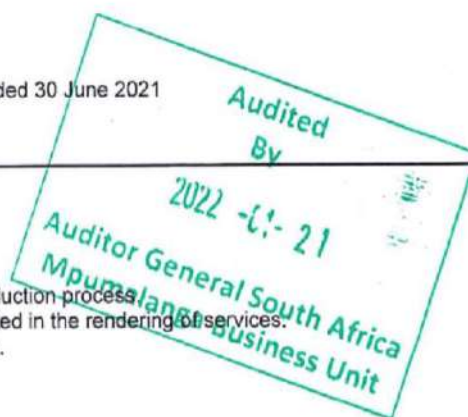 ded 30 June 2021
Audited
By
2022 - - 21
Auditor General South Africa
Mpumalanga Business Unit
uction process.
ed in the rendering of services.